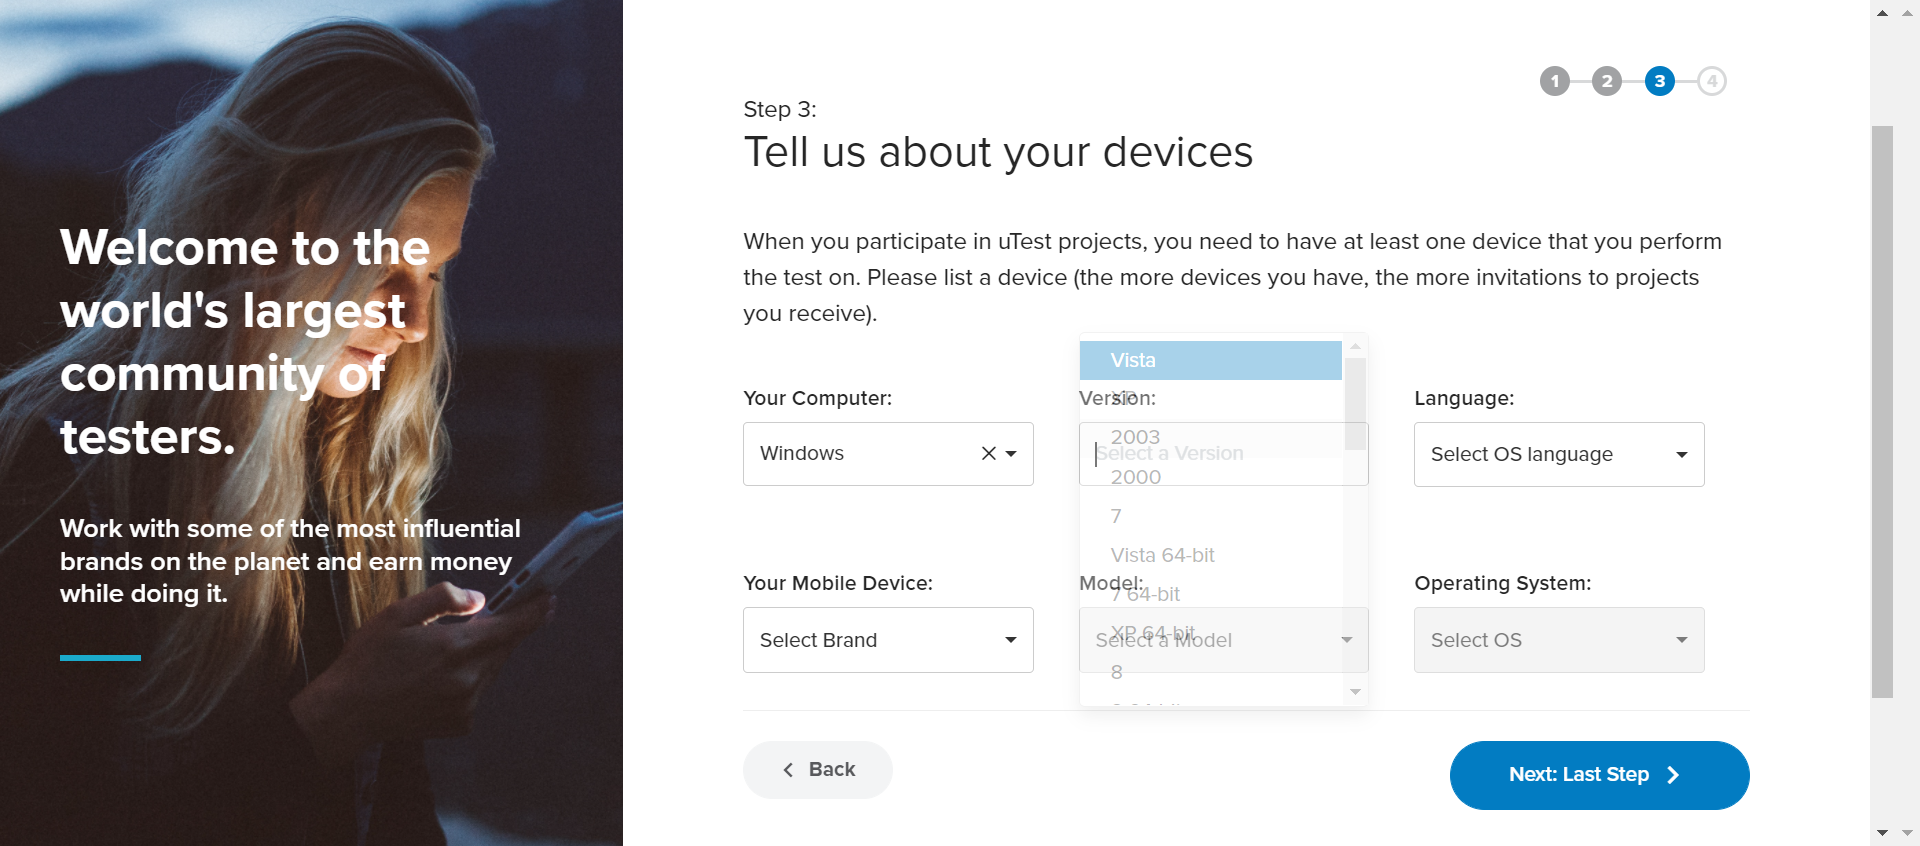 Welcome to the
world's largest
community of
testers.
Work with some of the most influential
brands on the planet and earn money
while doing it.
1 2 3 4
Step 3:
Tell us about your devices
When you participate in uTest projects, you need to have at least one device that you perform
the test on. Please list a device (the more devices you have, the more invitations to projects
you receive).
Your Computer:
Windows
Version:
Select a Version
Vista
XP
2003
2000
7
Vista 64-bit
7 64-bit
XP 64-bit
8
Language:
Select OS language
Your Mobile Device:
Select Brand
Model:
Select a Model
Operating System:
Select OS
Back
Next: Last Step